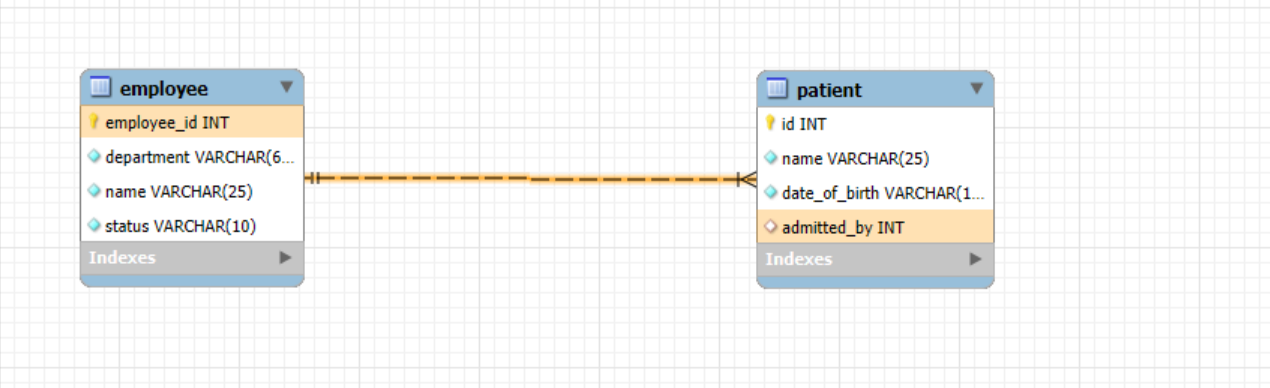 employee
employee_id INT
department VARCHAR(6...
name VARCHAR(25)
status VARCHAR(10)
Indexes
patient
id INT
name VARCHAR(25)
date_of_birth VARCHAR(1...
admitted_by INT
Indexes